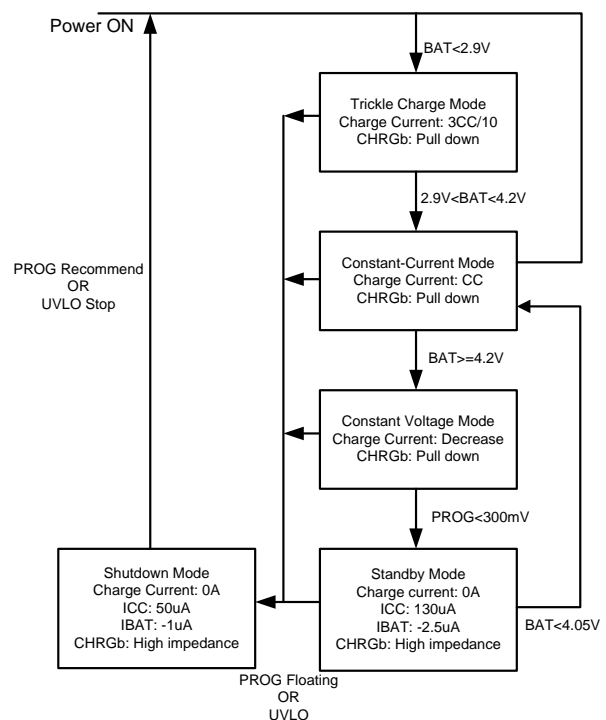 Power ON
BAT<2.9V
Trickle Charge Mode
Charge Current: 3CC/10
CHRGb: Pull down
2.9V<BAT<4.2V
PROG Recommend
OR
UVLO Stop
Constant-Current Mode
Charge Current: CC
CHRGb: Pull down
BAT>=4.2V
Constant Voltage Mode
Charge Current: Decrease
CHRGb: Pull down
PROG<300mV
Shutdown Mode
Charge Current: 0A
ICC: 50uA
IBAT: -1uA
CHRGb: High impedance
Standby Mode
Charge current: 0A
ICC: 130uA
IBAT: -2.5uA
CHRGb: High impedance
BAT<4.05V
PROG Floating
OR
UVLO